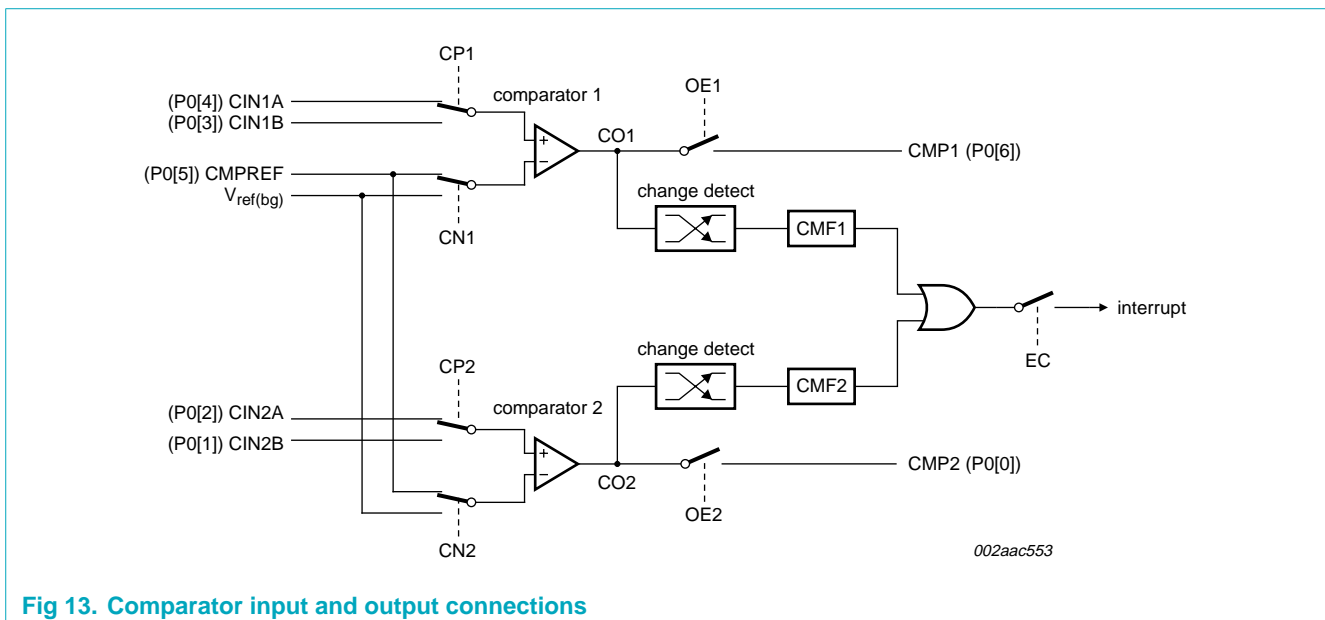 CP1
(P0[4]) CIN1A
(P0[3]) CIN1B
comparator 1
OE1
+
−
CO1
CMP1 (P0[6])
(P0[5]) CMPREF
Vref(bg)
CN1
change detect
CMF1
interrupt
EC
CP2
change detect
CMF2
(P0[2]) CIN2A
(P0[1]) CIN2B
comparator 2
+
−
CO2
CMP2 (P0[0])
OE2
CN2
002aac553
Fig 13. Comparator input and output connections